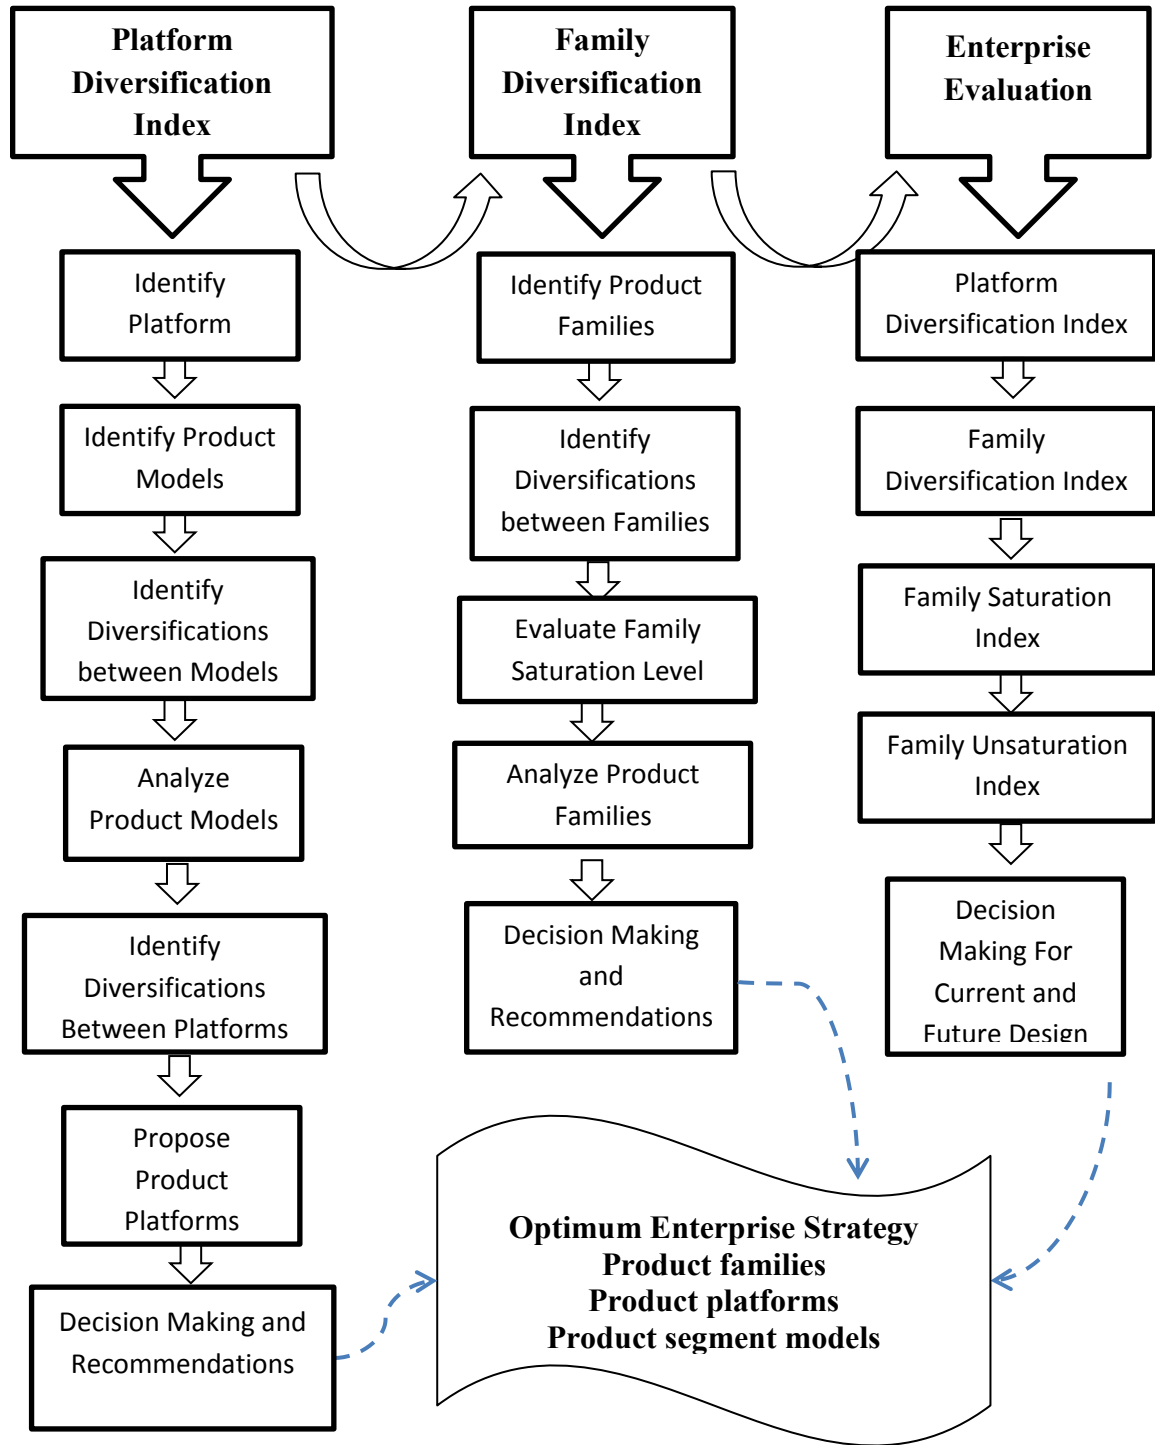 Platform
Diversification
Index
Identify
Platform
Identify Product
Models
Identify
Diversifications
between Models
Analyze
Product Models
Identify
Diversifications
Between Platforms
Propose
Product
Platforms
Decision Making and
Recommendations
Family
Diversification
Index
Identify Product
Families
Identify
Diversifications
between Families
Evaluate Family
Saturation Level
Analyze Product
Families
Decision Making
and
Recommendations
Enterprise
Evaluation
Platform
Diversification Index
Family
Diversification Index
Family Saturation
Index
Family Unsaturation
Index
Decision
Making For
Current and
Future Design
Optimum Enterprise Strategy
Product families
Product platforms
Product segment models